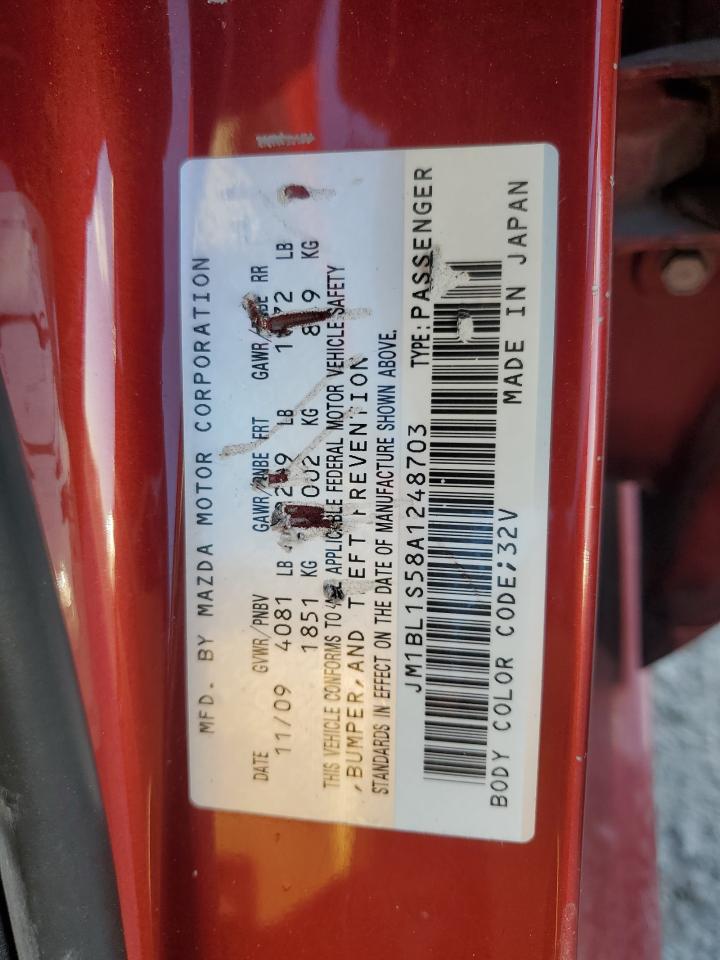 MFD. BY MAZDA MOTOR CORPORATION
DATE GVWR/PNBV GAWR/PNBE FRT GAWR/ RR
11/09 4081 LB LB LB
1851 KG KG KG
THIS VEHICLE CONFORMS TO APPLICABLE FEDERAL MOTOR VEHICLE SAFETY
,BUMPER,AND THEFT PREVENTION
STANDARDS IN EFFECT ON THE DATE OF MANUFACTURE SHOWN ABOVE.
JM1BL1S58A1248703 TYPE:PASSENGER
BODY COLOR CODE;32V MADE IN JAPAN